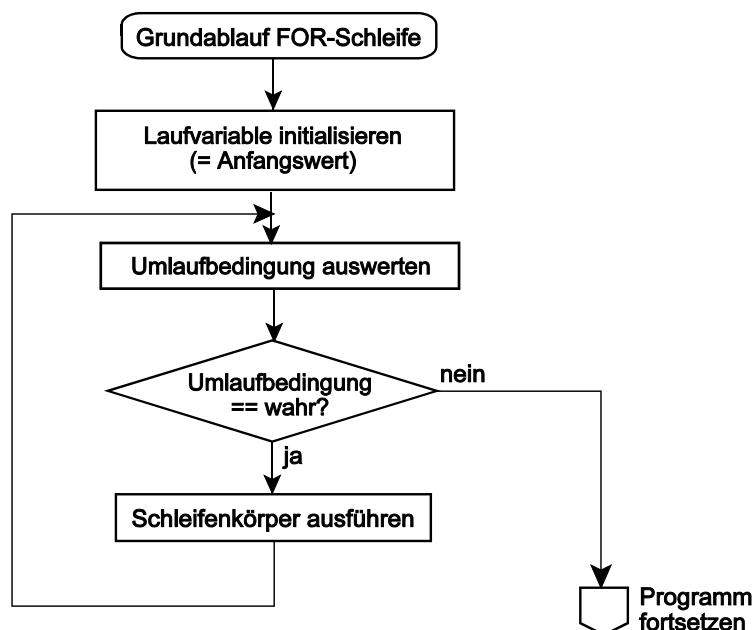 Grundablauf FOR-Schleife
Laufvariable initialisieren
(= Anfangswert)
Umlaufbedingung auswerten
Umlaufbedingung
== wahr?
nein
ja
Schleifenkörper ausführen
Programm
fortsetzen